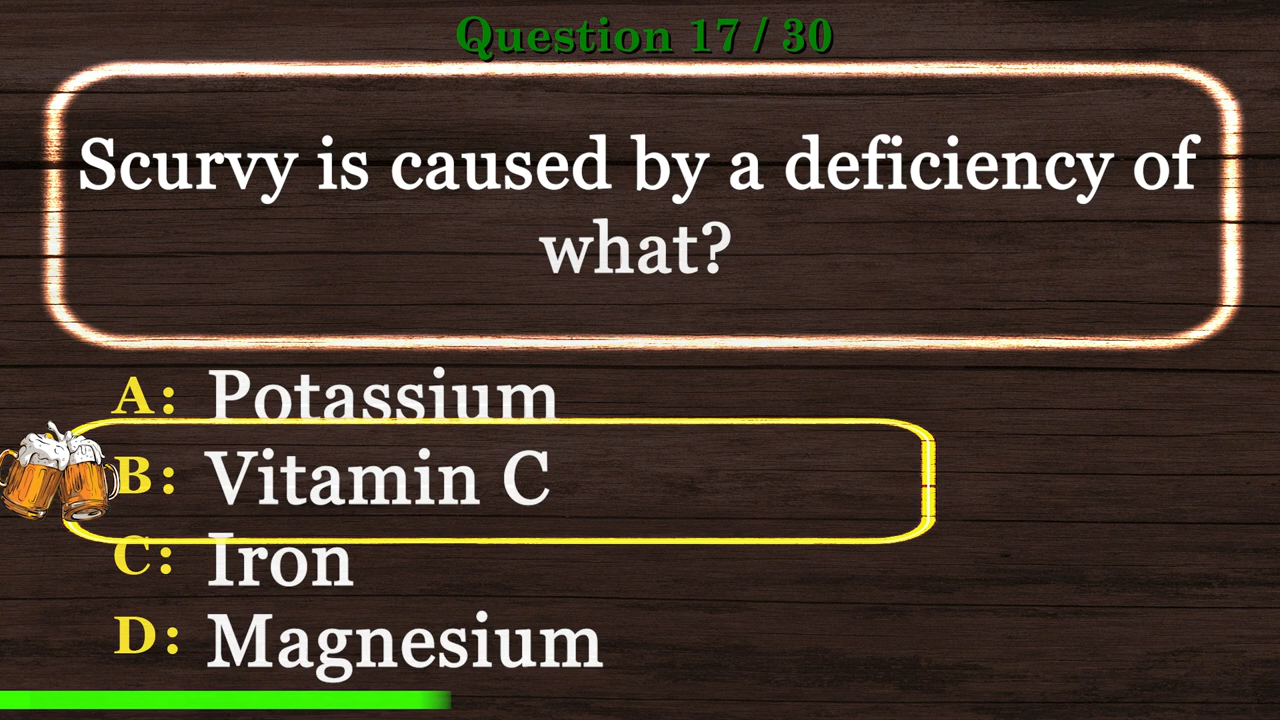 Question 17 / 30
Scurvy is caused by a deficiency of
what?
A: Potassium
B: Vitamin C
C: Iron
D: Magnesium